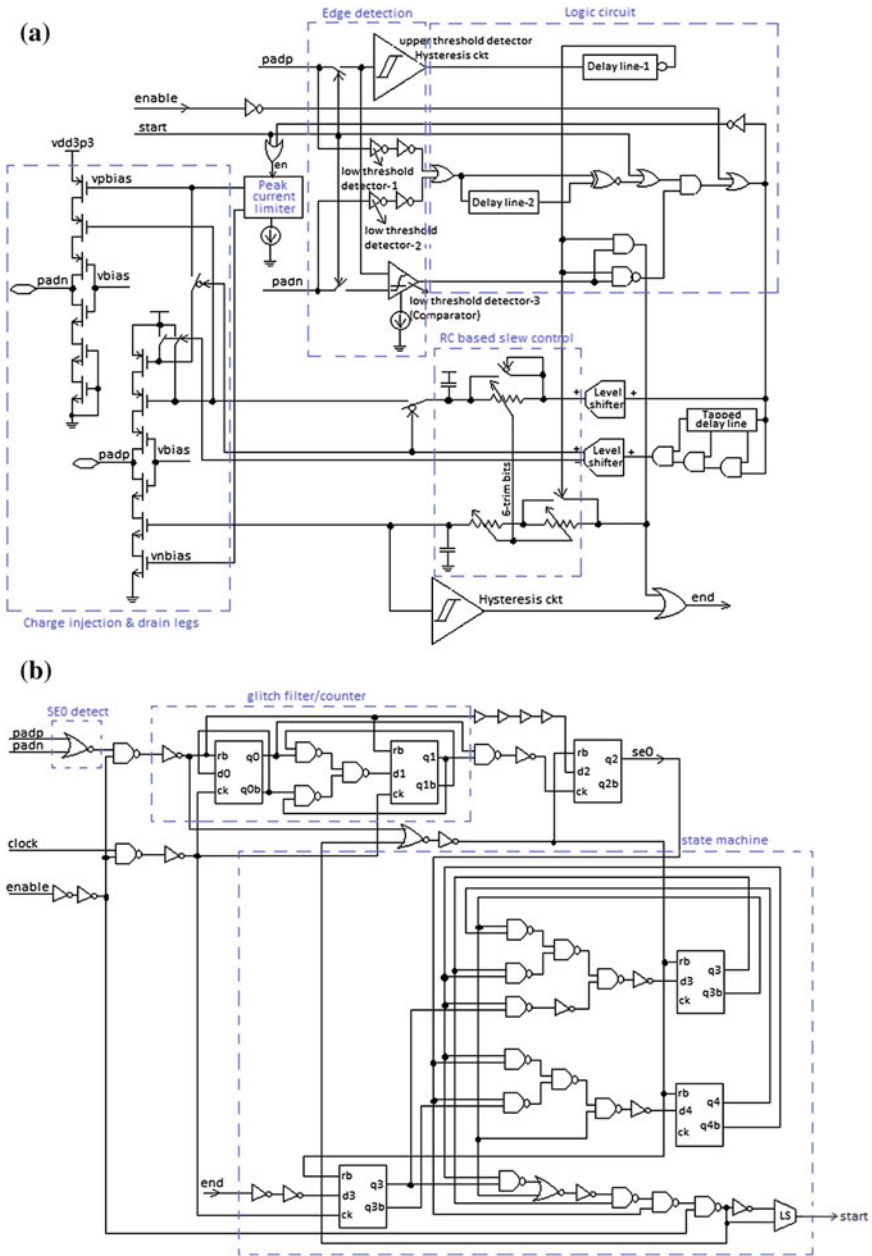 (a)
Edge detection
Logic circuit
upper threshold detector
Hysteresis ckt
padp
Delay line-1
enable
start
vdd3p3
en
vpbias
Peak
current
limiter
low threshold
detector-1
Delay line-2
low threshold
detector-2
padn
vbias
padn
low threshold detector-3
(Comparator)
RC based slew control
Level
shifter
Tapped
delay line
padp
vbias
Level
shifter
6-trim bits
vnbias
Hysteresis ckt
end
Charge injection & drain legs
+
+
+
+
-
(b)
glitch filter/counter
SE0 detect
padp
padn
rb
q0
d0
ck
q0b
rb
q1
d1
ck
q1b
q2
d2
ck
q2b
se0
clock
enable
state machine
rb
q3
d3
q3b
ck
rb
q4
d4
q4b
ck
end
rb
q3
d3
q3b
ck
LS
start